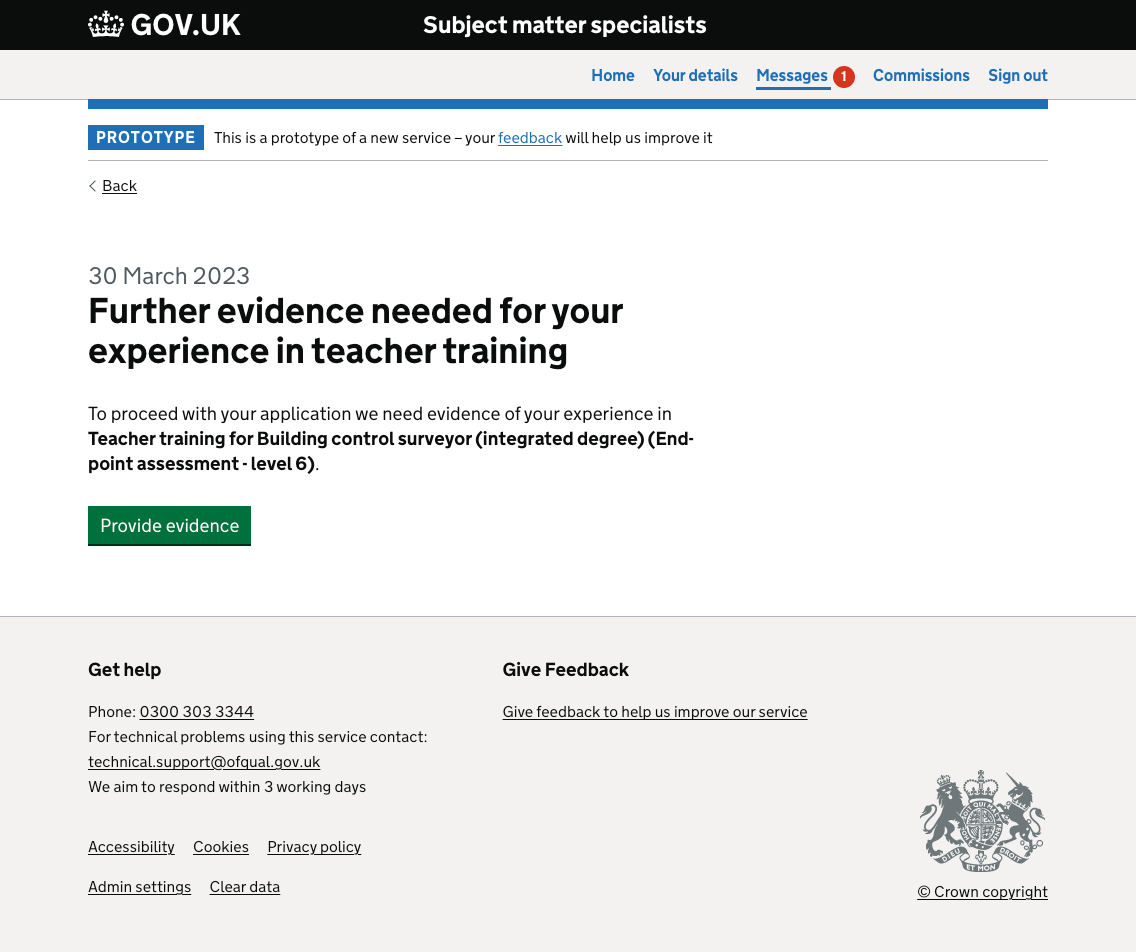 GOV.UK
Subject matter specialists
Home Your details Messages 1 Commissions Sign out
PROTOTYPE This is a prototype of a new service – your feedback will help us improve it
Back
30 March 2023
Further evidence needed for your
experience in teacher training
To proceed with your application we need evidence of your experience in
Teacher training for Building control surveyor (integrated degree) (End-
point assessment - level 6).
Provide evidence
Get help
Phone: 0300 303 3344
For technical problems using this service contact:
technical.support@ofqual.gov.uk
We aim to respond within 3 working days
Give Feedback
Give feedback to help us improve our service
Accessibility Cookies Privacy policy
Admin settings Clear data
DIEU ET MON DROIT
© Crown copyright